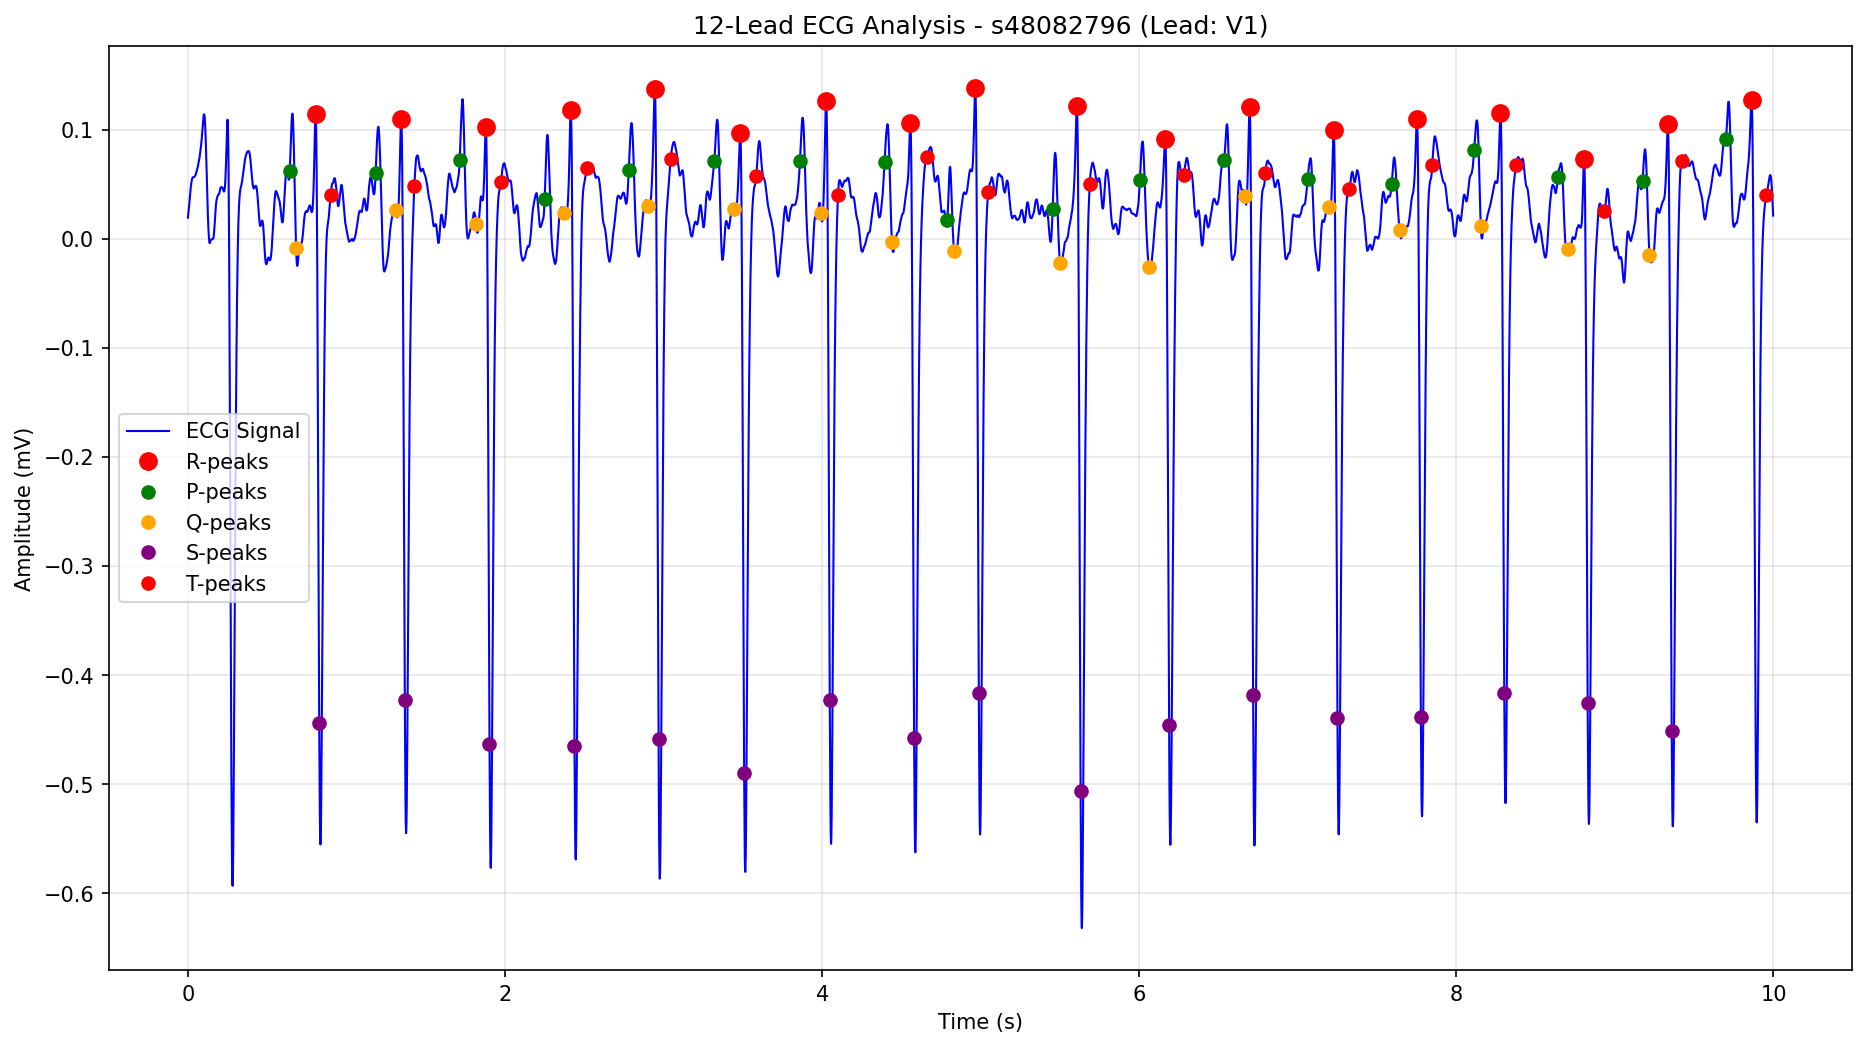 12-Lead ECG Analysis - s48082796 (Lead: V1)
Amplitude (mV)
0.1
0.0
−0.1
−0.2
−0.3
−0.4
−0.5
−0.6
ECG Signal
R-peaks
P-peaks
Q-peaks
S-peaks
T-peaks
0 2 4 6 8 10
Time (s)